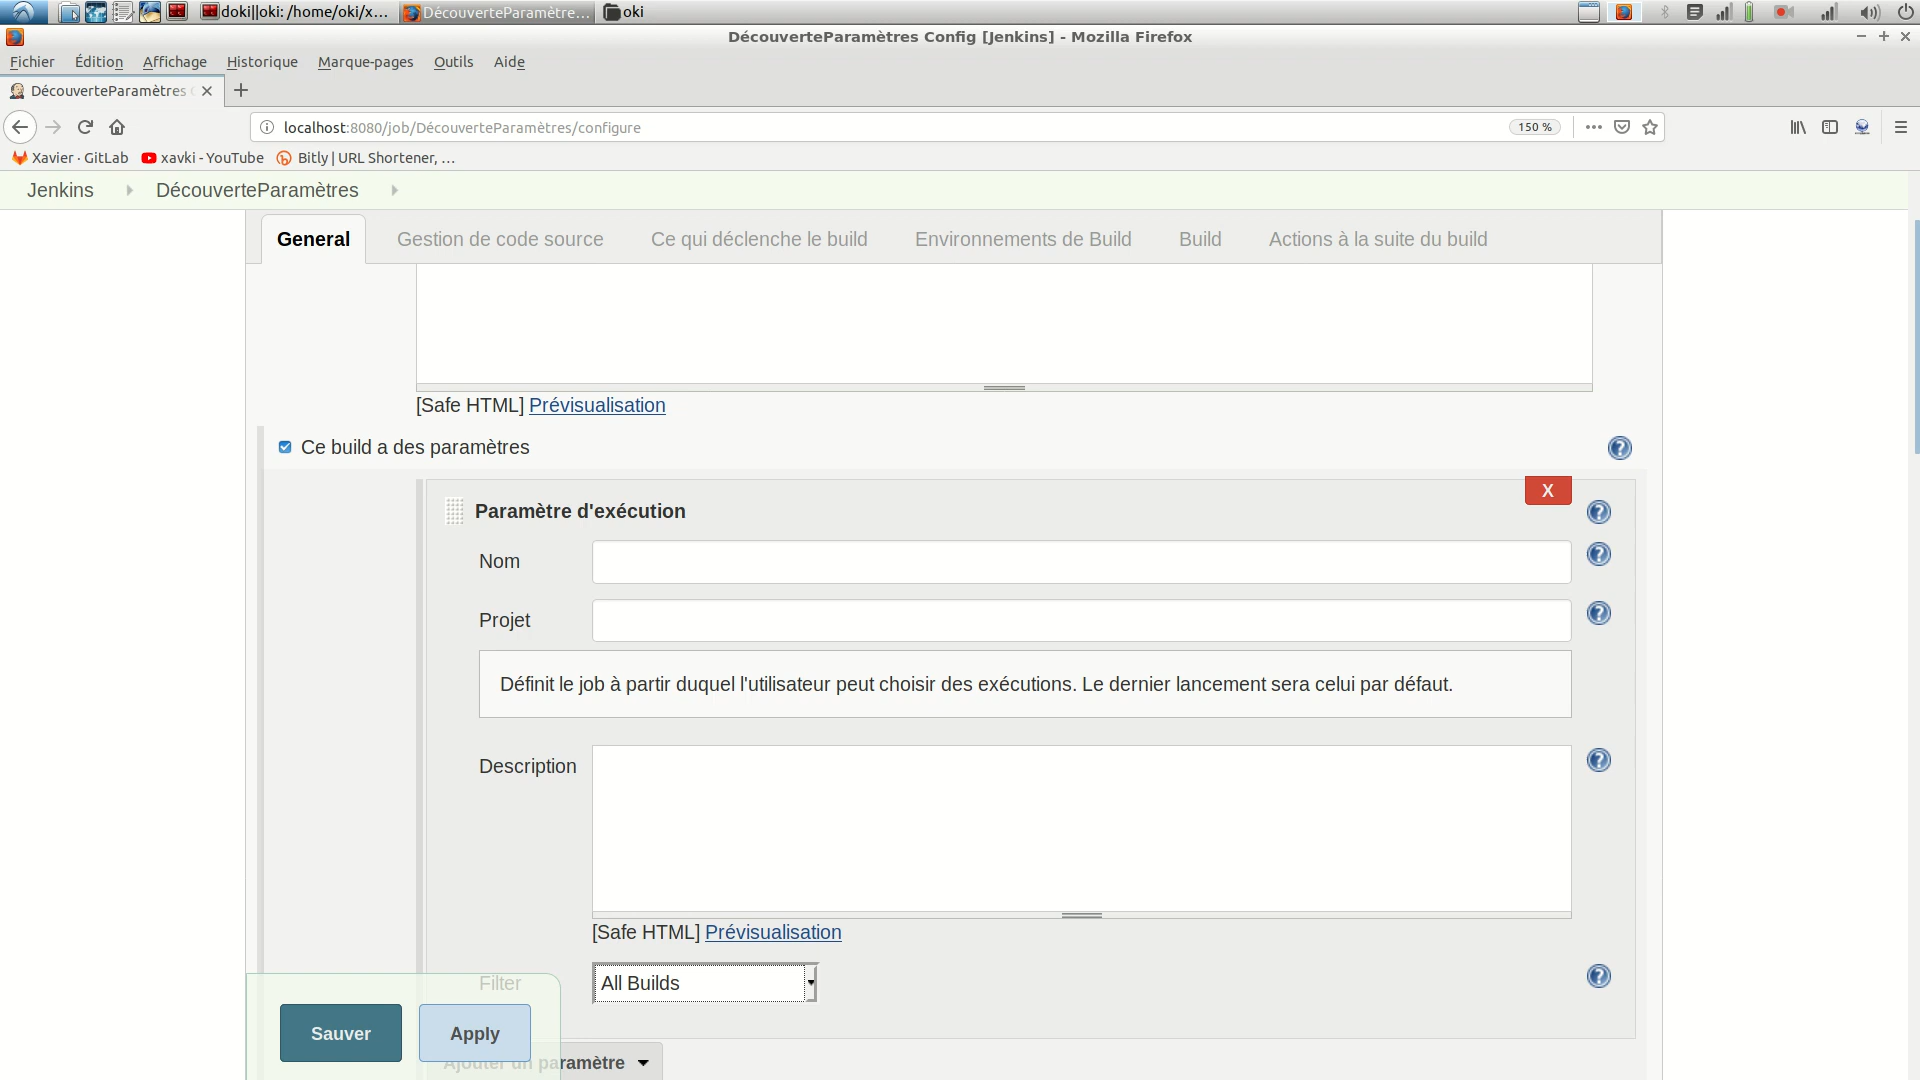 doki||oki: /home/oki/x...
DécouverteParamètre...
oki
DécouverteParamètres Config [Jenkins] - Mozilla Firefox
Fichier Édition Affichage Historique Marque-pages Outils Aide
DécouverteParamètres
localhost:8080/job/DécouverteParamètres/configure
150 %
Xavier · GitLab
xavki - YouTube
Bitly | URL Shortener, ...
Jenkins
DécouverteParamètres
General
Gestion de code source
Ce qui déclenche le build
Environnements de Build
Build
Actions à la suite du build
[Safe HTML] Prévisualisation
Ce build a des paramètres
X
Paramètre d'exécution
Nom
Projet
Définit le job à partir duquel l'utilisateur peut choisir des exécutions. Le dernier lancement sera celui par défaut.
Description
[Safe HTML] Prévisualisation
Filter
All Builds
Sauver
Apply
Ajouter un paramètre